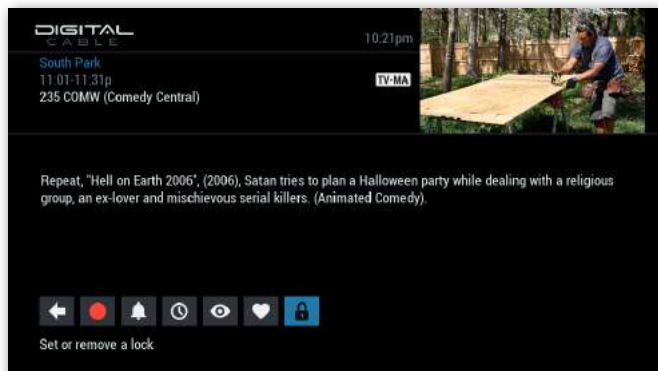 DIGITAL
CABLE
10:21pm
South Park
11:01-11:31p
TV-MA
235 COMW (Comedy Central)
Repeat, "Hell on Earth 2006", (2006), Satan tries to plan a Halloween party while dealing with a religious
group, an ex-lover and mischievous serial killers. (Animated Comedy).
Set or remove a lock